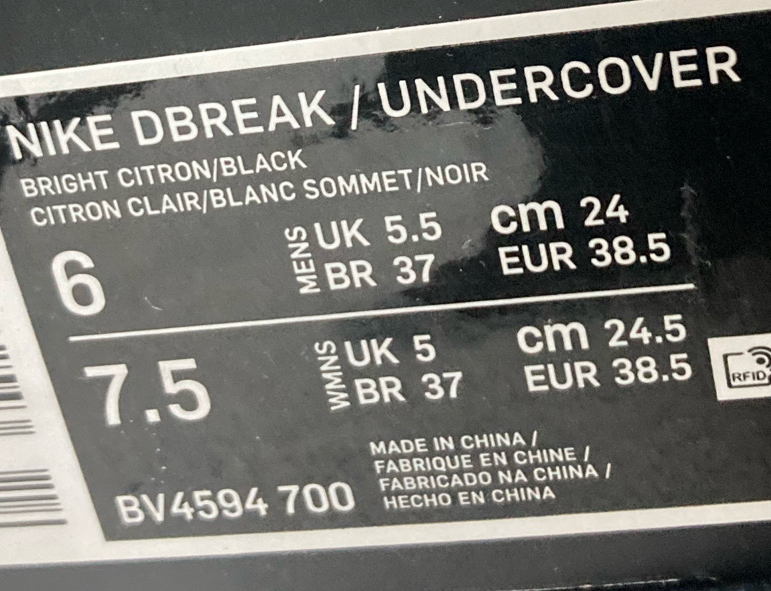 NIKE DBREAK / UNDERCOVER
BRIGHT CITRON/BLACK
CITRON CLAIR/BLANC SOMMET/NOIR
6 MENS UK 5.5 cm 24
BR 37 EUR 38.5
7.5 WMNS UK 5 cm 24.5
BR 37 EUR 38.5
RFID
MADE IN CHINA /
FABRIQUE EN CHINE /
FABRICADO NA CHINA /
HECHO EN CHINA
BV4594 700